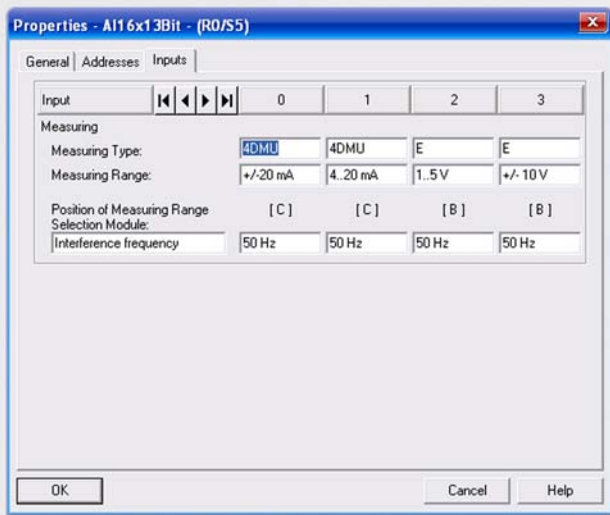 Properties - AI16x13Bit - (R0/S5)
General Addresses Inputs
Input 0 1 2 3
Measuring
Measuring Type: 4DMU 4DMU E E
Measuring Range: +/-20 mA 4..20 mA 1..5 V +/- 10 V
Position of Measuring Range [ C ] [ C ] [ B ] [ B ]
Selection Module:
Interference frequency 50 Hz 50 Hz 50 Hz 50 Hz
OK Cancel Help